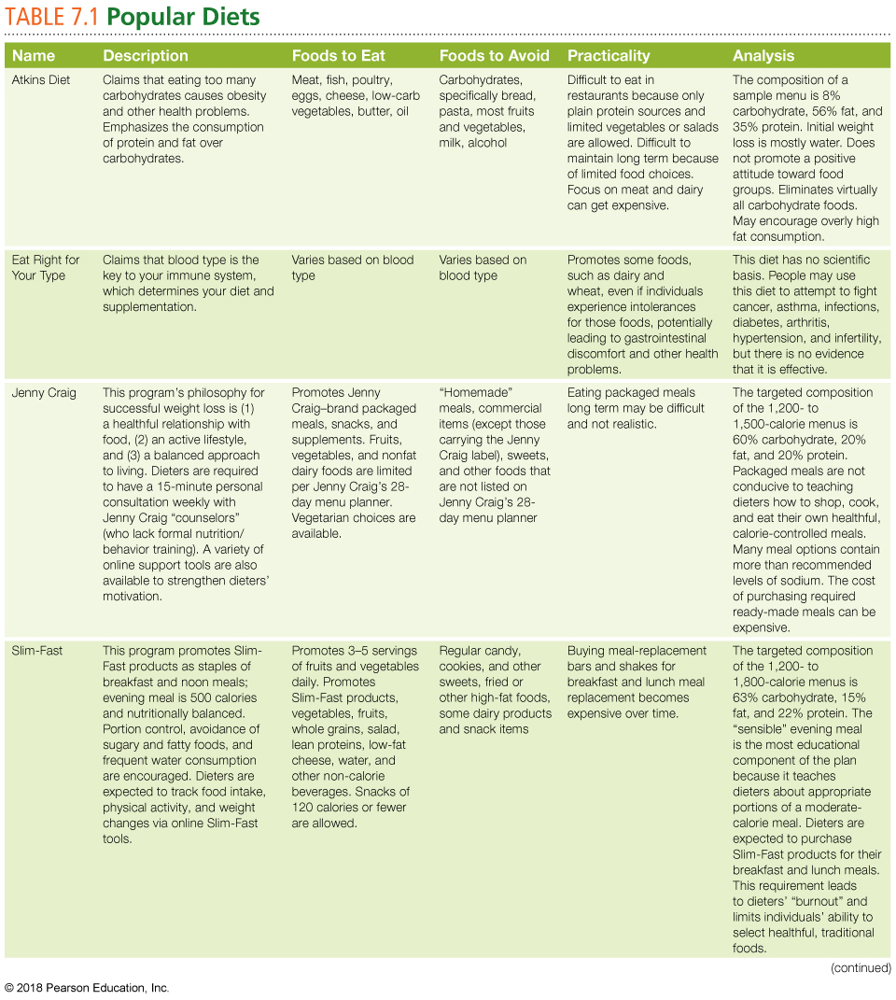 TABLE 7.1 Popular Diets
Name Description Foods to Eat Foods to Avoid Practicality Analysis
Atkins Diet
Claims that eating too many
carbohydrates causes obesity
and other health problems.
Emphasizes the consumption
of protein and fat over
carbohydrates.
Meat, fish, poultry,
eggs, cheese, low-carb
vegetables, butter, oil
Carbohydrates,
specifically bread,
pasta, most fruits
and vegetables,
milk, alcohol
Difficult to eat in
restaurants because only
plain protein sources and
limited vegetables or salads
are allowed. Difficult to
maintain long term because
of limited food choices.
Focus on meat and dairy
can get expensive.
The composition of a
sample menu is 8%
carbohydrate, 56% fat, and
35% protein. Initial weight
loss is mostly water. Does
not promote a positive
attitude toward food
groups. Eliminates virtually
all carbohydrate foods.
May encourage overly high
fat consumption.
Eat Right for
Your Type
Claims that blood type is the
key to your immune system,
which determines your diet and
supplementation.
Varies based on blood
type
Varies based on
blood type
Promotes some foods,
such as dairy and
wheat, even if individuals
experience intolerances
for those foods, potentially
leading to gastrointestinal
discomfort and other health
problems.
This diet has no scientific
basis. People may use
this diet to attempt to fight
cancer, asthma, infections,
diabetes, arthritis,
hypertension, and infertility,
but there is no evidence
that it is effective.
Jenny Craig
This program's philosophy for
successful weight loss is (1)
a healthful relationship with
food, (2) an active lifestyle,
and (3) a balanced approach
to living. Dieters are required
to have a 15-minute personal
consultation weekly with
Jenny Craig “counselors”
(who lack formal nutrition/
behavior training). A variety of
online support tools are also
available to strengthen dieters’
motivation.
Promotes Jenny
Craig–brand packaged
meals, snacks, and
supplements. Fruits,
vegetables, and nonfat
dairy foods are limited
per Jenny Craig’s 28-
day menu planner.
Vegetarian choices are
available.
“Homemade”
meals, commercial
items (except those
carrying the Jenny
Craig label), sweets,
and other foods that
are not listed on
Jenny Craig’s 28-
day menu planner
Eating packaged meals
long term may be difficult
and not realistic.
The targeted composition
of the 1,200- to
1,500-calorie menus is
60% carbohydrate, 20%
fat, and 20% protein.
Packaged meals are not
conducive to teaching
dieters how to shop, cook,
and eat their own healthful,
calorie-controlled meals.
Many meal options contain
more than recommended
levels of sodium. The cost
of purchasing required
ready-made meals can be
expensive.
Slim-Fast
This program promotes Slim-
Fast products as staples of
breakfast and noon meals;
evening meal is 500 calories
and nutritionally balanced.
Portion control, avoidance of
sugary and fatty foods, and
frequent water consumption
are encouraged. Dieters are
expected to track food intake,
physical activity, and weight
changes via online Slim-Fast
tools.
Promotes 3–5 servings
of fruits and vegetables
daily. Promotes
Slim-Fast products,
vegetables, fruits,
whole grains, salad,
lean proteins, low-fat
cheese, water, and
other non-calorie
beverages. Snacks of
120 calories or fewer
are allowed.
Regular candy,
cookies, and other
sweets, fried or
other high-fat foods,
some dairy products
and snack items
Buying meal-replacement
bars and shakes for
breakfast and lunch meal
replacement becomes
expensive over time.
The targeted composition
of the 1,200- to
1,800-calorie menus is
63% carbohydrate, 15%
fat, and 22% protein. The
“sensible” evening meal
is the most educational
component of the plan
because it teaches
dieters about appropriate
portions of a moderate-
calorie meal. Dieters are
expected to purchase
Slim-Fast products for their
breakfast and lunch meals.
This requirement leads
to dieters’ “burnout” and
limits individuals’ ability to
select healthful, traditional
foods.
(continued)
© 2018 Pearson Education, Inc.